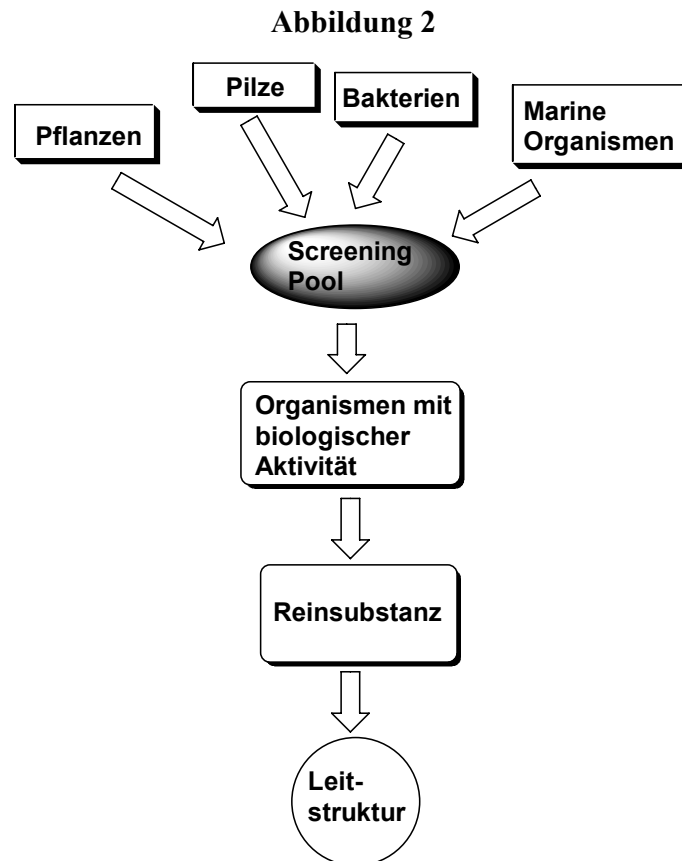 Abbildung 2
Pflanzen
Pilze
Bakterien
Marine
Organismen
Screening
Pool
Organismen mit
biologischer
Aktivität
Reinsubstanz
Leit-
struktur